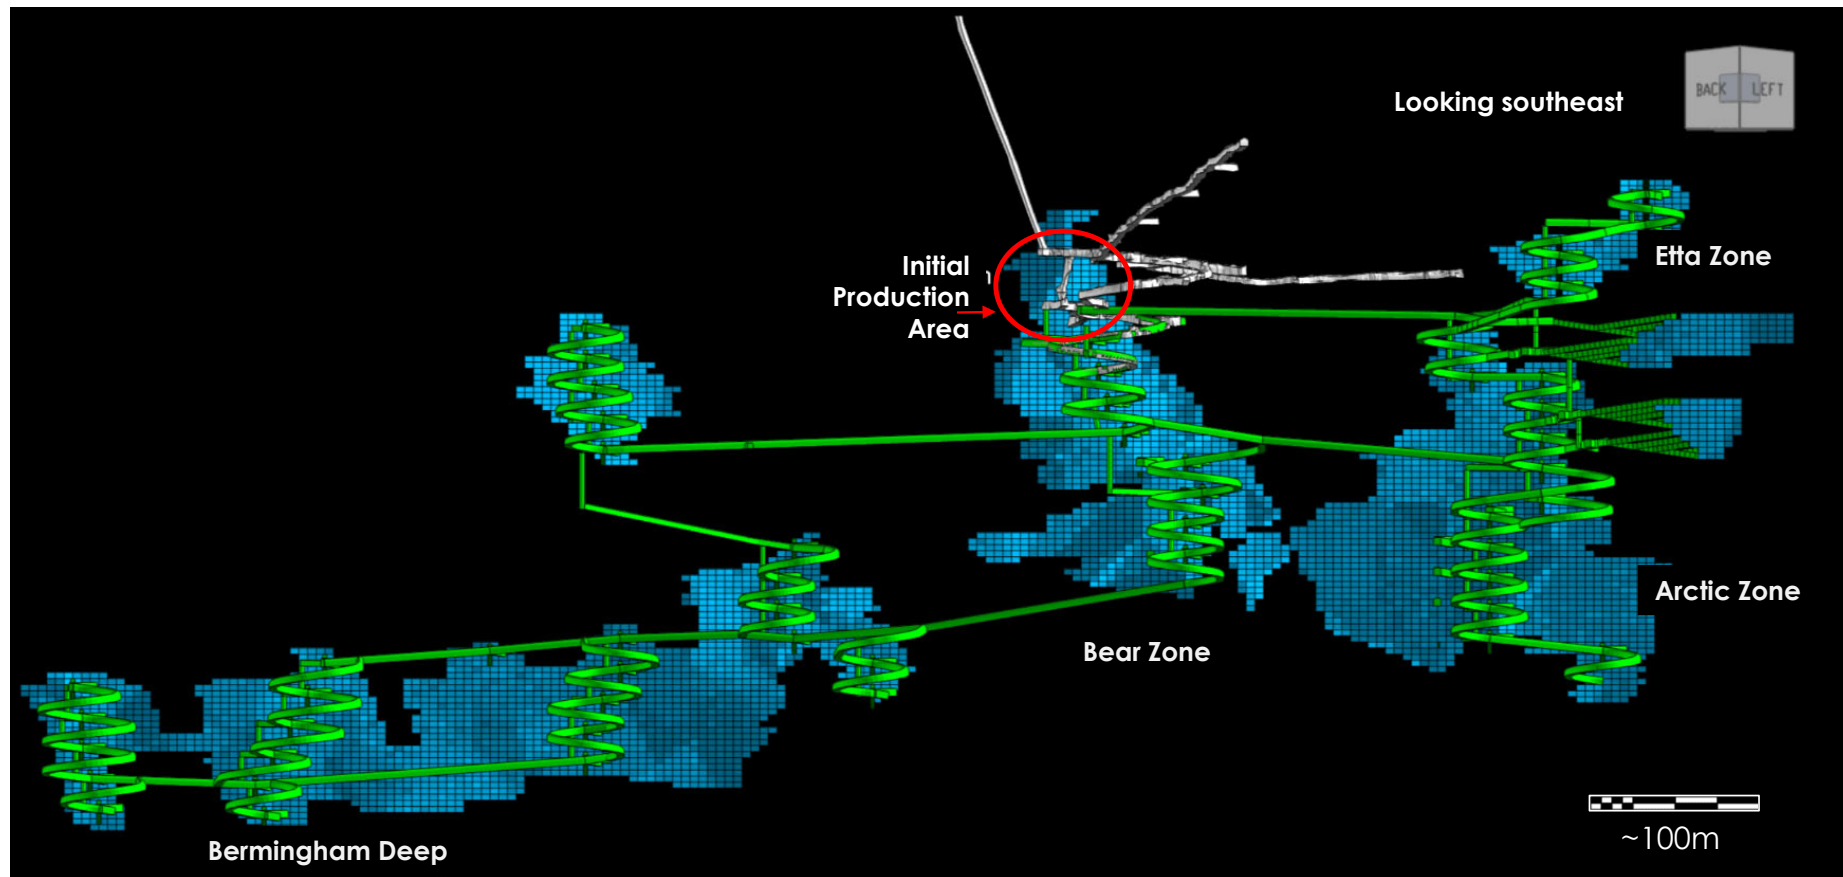 Looking southeast
BACK LEFT
Etta Zone
Initial
Production
Area
Arctic Zone
Bear Zone
Bermingham Deep
~100m